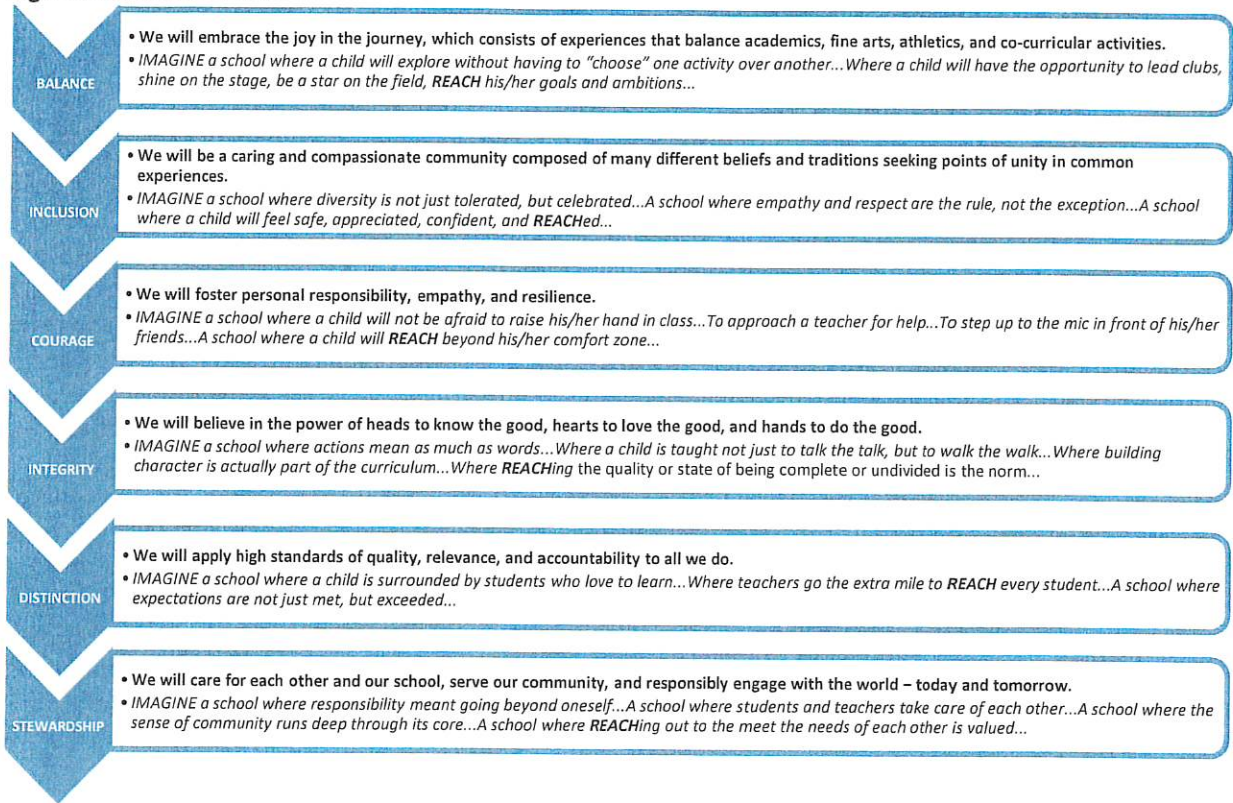 • We will embrace the joy in the journey, which consists of experiences that balance academics, fine arts, athletics, and co-curricular activities.
• IMAGINE a school where a child will explore without having to "choose" one activity over another...Where a child will have the opportunity to lead clubs,
shine on the stage, be a star on the field, REACH his/her goals and ambitions...
BALANCE
• We will be a caring and compassionate community composed of many different beliefs and traditions seeking points of unity in common
experiences.
• IMAGINE a school where diversity is not just tolerated, but celebrated...A school where empathy and respect are the rule, not the exception...A school
where a child will feel safe, appreciated, confident, and REACHed...
INCLUSION
• We will foster personal responsibility, empathy, and resilience.
• IMAGINE a school where a child will not be afraid to raise his/her hand in class...To approach a teacher for help...To step up to the mic in front of his/her
friends...A school where a child will REACH beyond his/her comfort zone...
COURAGE
• We will believe in the power of heads to know the good, hearts to love the good, and hands to do the good.
• IMAGINE a school where actions mean as much as words...Where a child is taught not just to talk the talk, but to walk the walk...Where building
character is actually part of the curriculum...Where REACHing the quality or state of being complete or undivided is the norm...
INTEGRITY
• We will apply high standards of quality, relevance, and accountability to all we do.
• IMAGINE a school where a child is surrounded by students who love to learn...Where teachers go the extra mile to REACH every student...A school where
expectations are not just met, but exceeded...
DISTINCTION
• We will care for each other and our school, serve our community, and responsibly engage with the world – today and tomorrow.
• IMAGINE a school where responsibility meant going beyond oneself...A school where students and teachers take care of each other...A school where the
sense of community runs deep through its core...A school where REACHing out to the meet the needs of each other is valued...
STEWARDSHIP